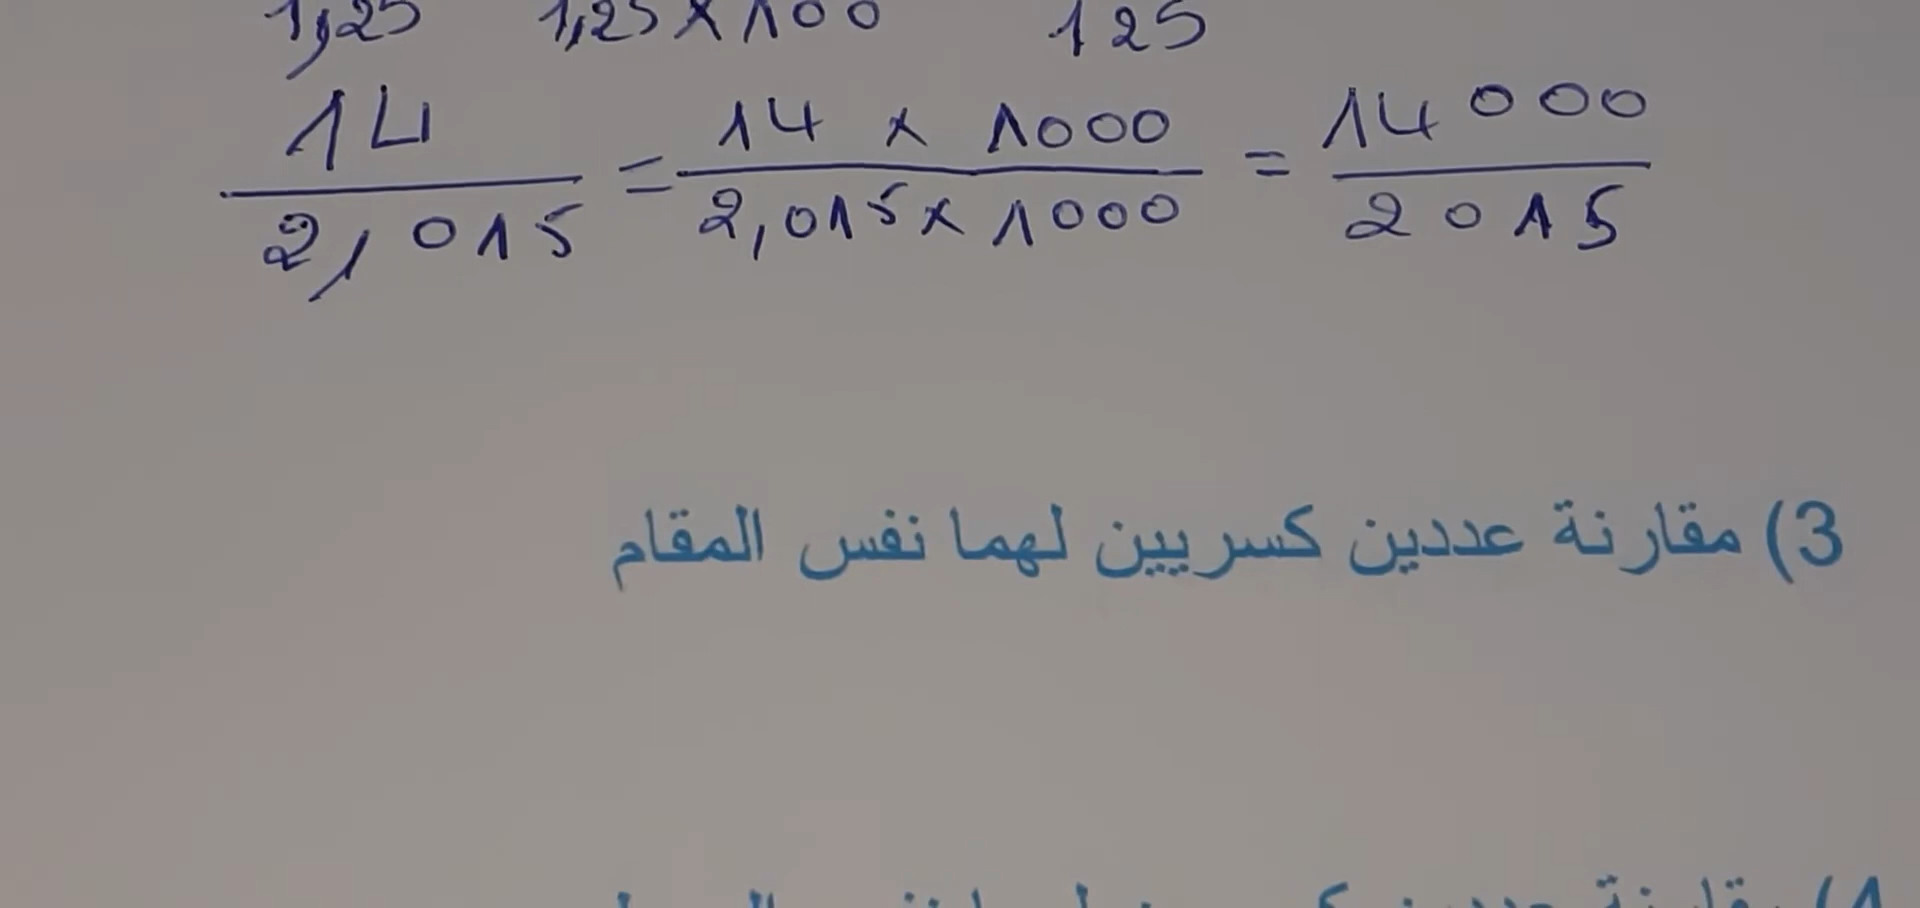 1,25 1,25 × 100 125
14/2,015 = 14 × 1000/2,015 × 1000 = 14000/2015
3) مقارنة عددين كسريين لهما نفس المقام